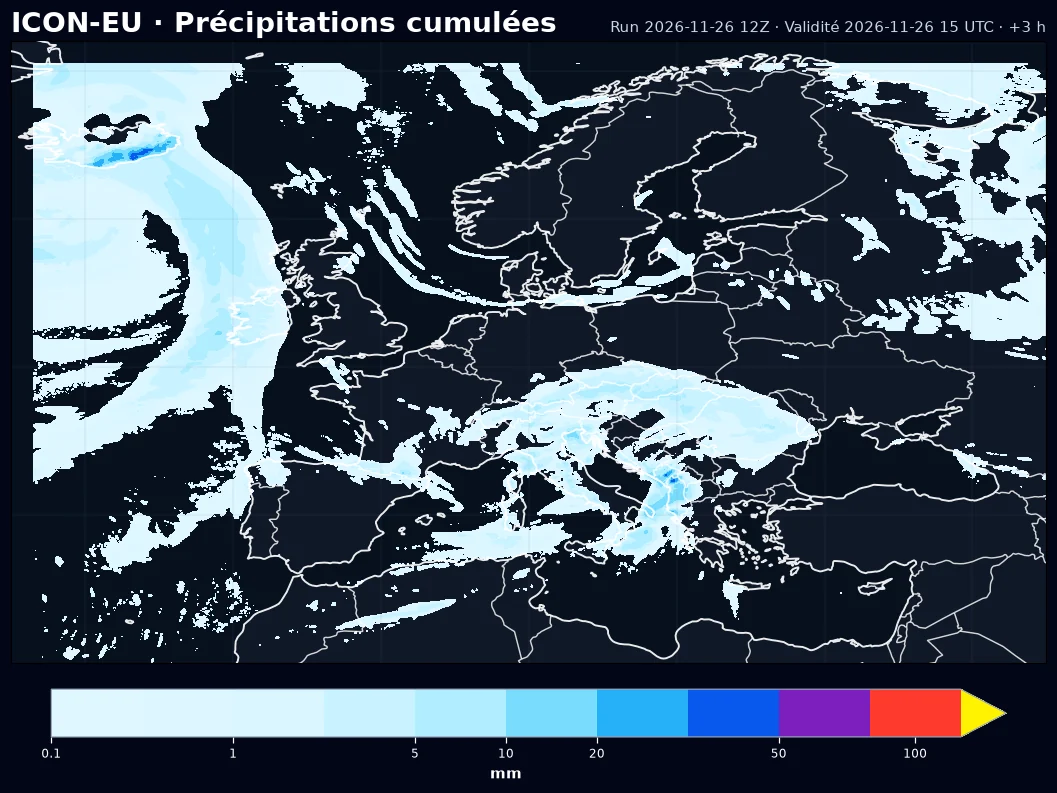 ICON-EU · Précipitations cumulées
Run 2026-11-26 12Z · Validité 2026-11-26 15 UTC · +3 h
0.1 1 5 10 20 50 100
mm